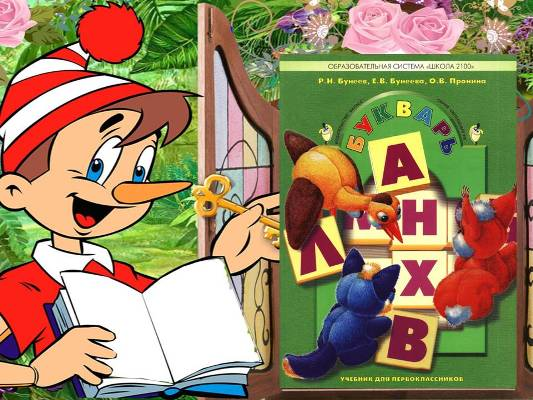 ОБРАЗОВАТЕЛЬНАЯ СИСТЕМА «ШКОЛА 2100»
Р.Н. Бунеев, Е.В. Бунеева, О.В. Пронина
БУКВАРЬ
А
Л М Н
Х
В
УЧЕБНИК ДЛЯ ПЕРВОКЛАССНИКОВ